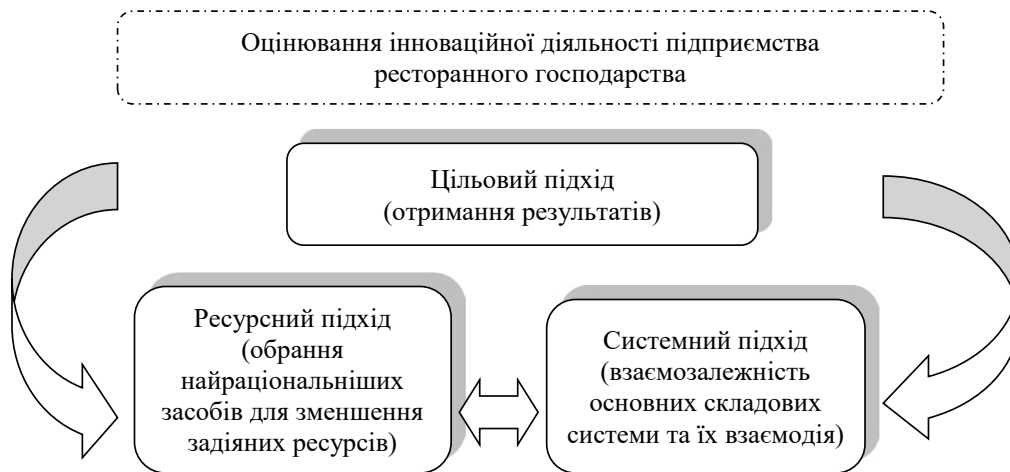 Оцінювання інноваційної діяльності підприємства
ресторанного господарства
Цільовий підхід
(отримання результатів)
Ресурсний підхід
(обрання
найраціональніших
засобів для зменшення
задіяних ресурсів)
Системний підхід
(взаємозалежність
основних складових
системи та їх взаємодія)